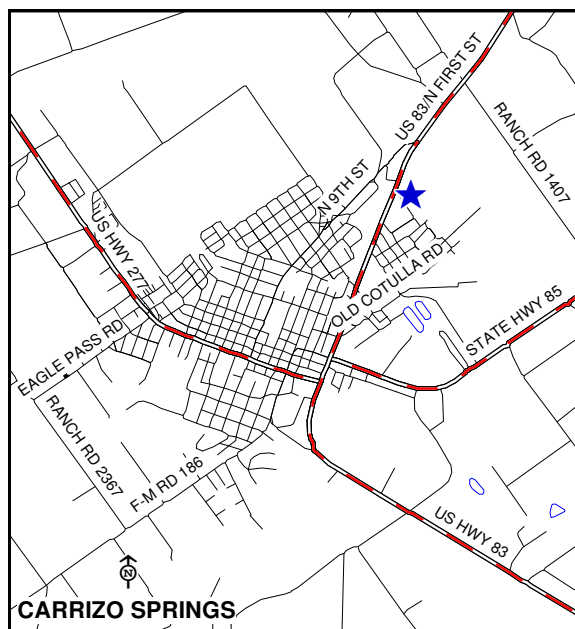 US 83/N FIRST ST
RANCH RD 1407
N 9TH ST
US HWY 277
OLD COTULLA RD
STATE HWY 85
EAGLE PASS RD
RANCH RD 2367
F-M RD 186
US HWY 83
N
CARRIZO SPRINGS